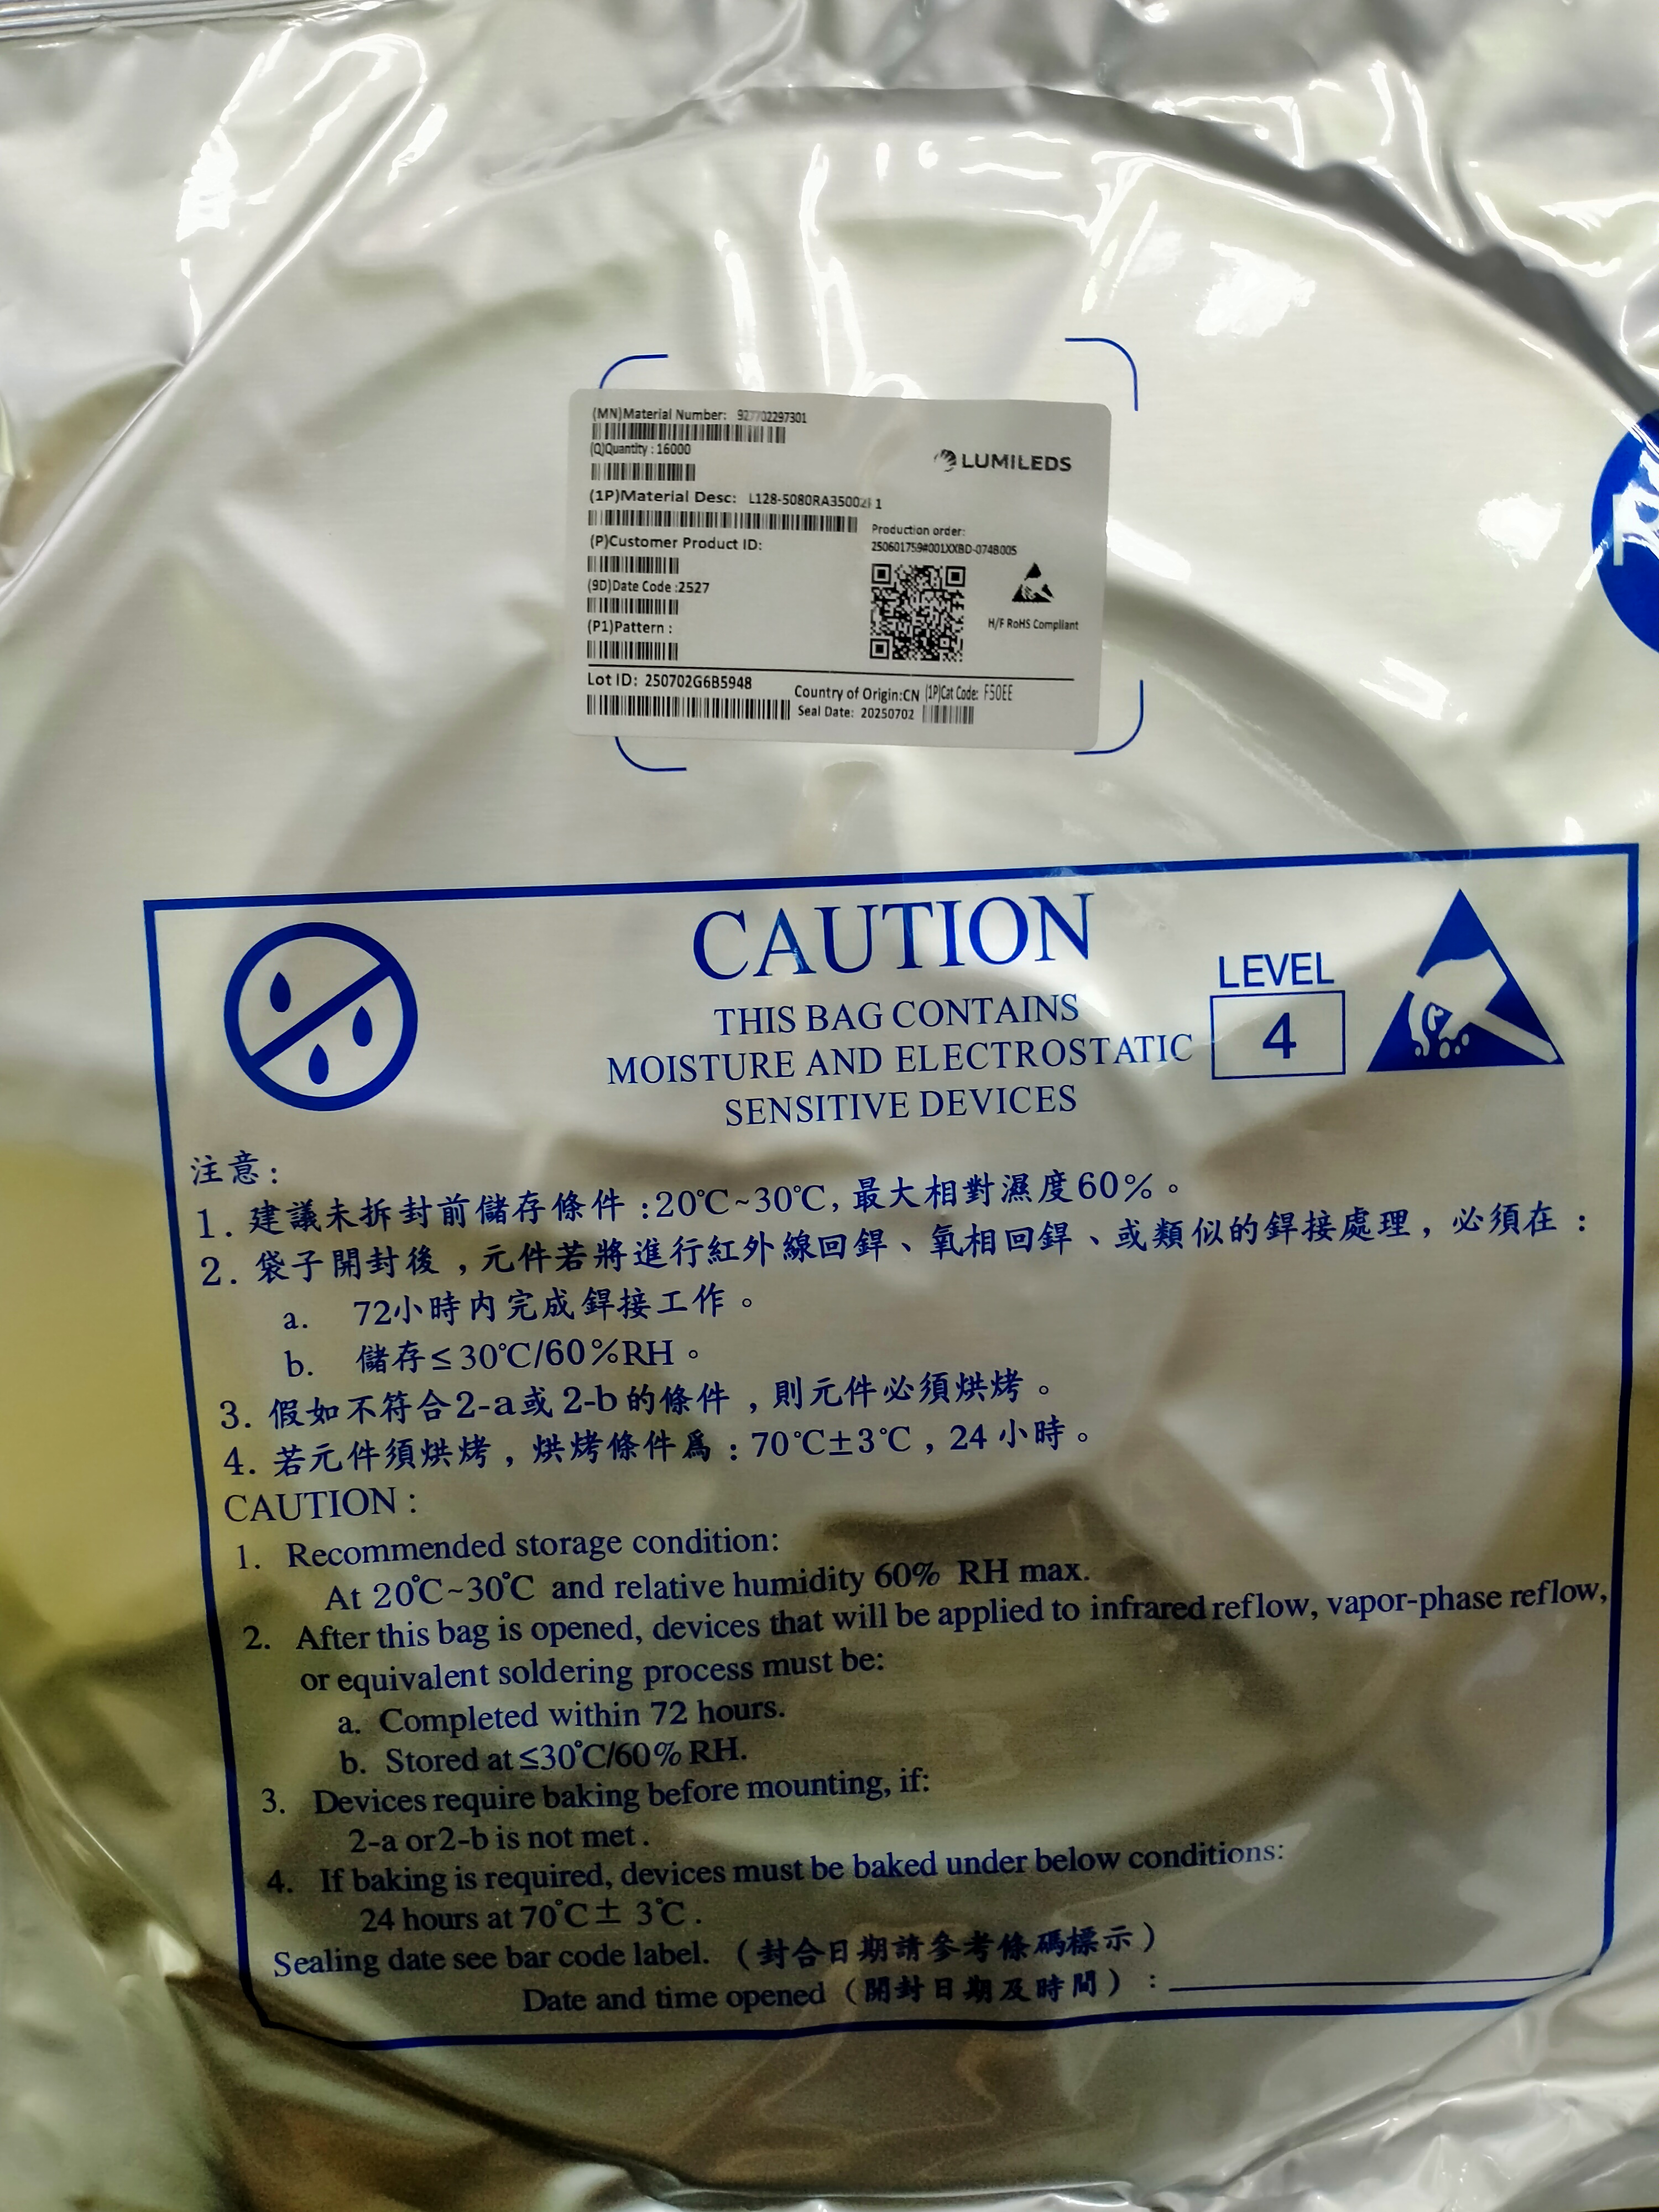 (MN)Material Number:
(Q)Quantity : 16000
LUMILEDS
(1P)Material Desc:
Production order:
250601759#001XXBD-074B005
(P)Customer Product ID:
(9D)Date Code :2527
H/F RoHS Compliant
(P1)Pattern :
Lot ID: 250702G6B5948
Country of Origin:CN (1P)Cat Code: F50EE
Seal Date: 20250702
CAUTION
THIS BAG CONTAINS
MOISTURE AND ELECTROSTATIC
SENSITIVE DEVICES
LEVEL
4
注意:
1. 建議未拆封前儲存條件:20℃~30℃, 最大相對濕度60%。
2. 袋子開封後,元件若將進行紅外線回銲、氧相回銲、或類似的銲接處理,必須在:
a. 72小時內完成銲接工作。
b. 儲存≤30℃/60%RH。
3. 假如不符合2-a或2-b的條件,則元件必須烘烤。
4. 若元件須烘烤,烘烤條件爲:70℃±3℃,24小時。
CAUTION:
1. Recommended storage condition:
At 20℃~30℃ and relative humidity 60% RH max.
2. After this bag is opened, devices that will be applied to infrared reflow, vapor-phase reflow,
or equivalent soldering process must be:
a. Completed within 72 hours.
b. Stored at ≤30℃/60% RH.
3. Devices require baking before mounting, if:
2-a or2-b is not met.
4. If baking is required, devices must be baked under below conditions:
24 hours at 70℃± 3℃.
Sealing date see bar code label. (封合日期請參考條碼標示)
Date and time opened (開封日期及時間):